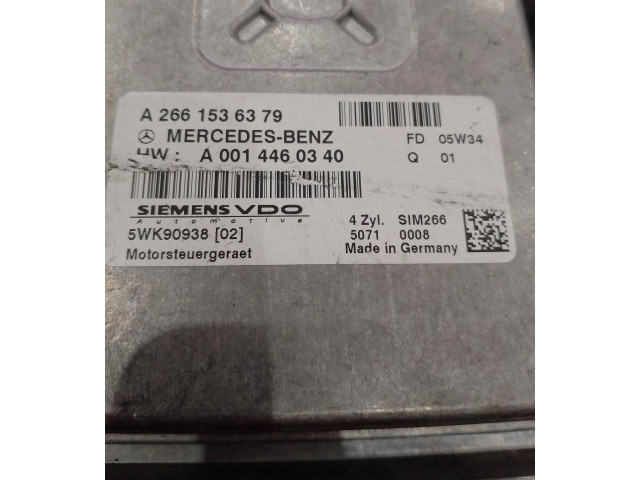 A 266 153 63 79
MERCEDES-BENZ FD 05W34
HW : A 001 446 03 40 Q 01
SIEMENS VDO
Automotive
5WK90938 [02] 4 Zyl. SIM266
5071 0008
Motorsteuergeraet Made in Germany